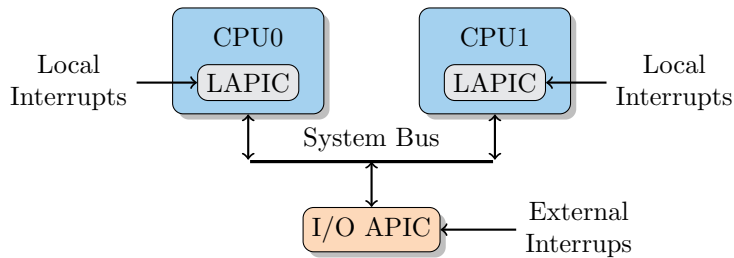 CPU0
CPU1
Local
Interrupts
LAPIC
LAPIC
Local
Interrupts
System Bus
I/O APIC
External
Interrups